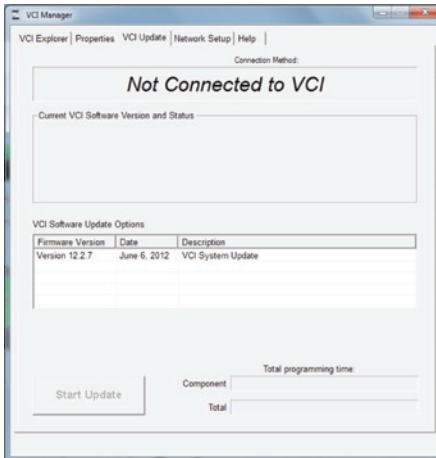 VCI Manager
VCI Explorer Properties VCI Update Network Setup Help
Connection Method:
Not Connected to VCI
Current VCI Software Version and Status
VCI Software Update Options
Firmware Version Date Description
Version 12.2.7 June 6, 2012 VCI System Update
Total programming time:
Start Update
Component
Total